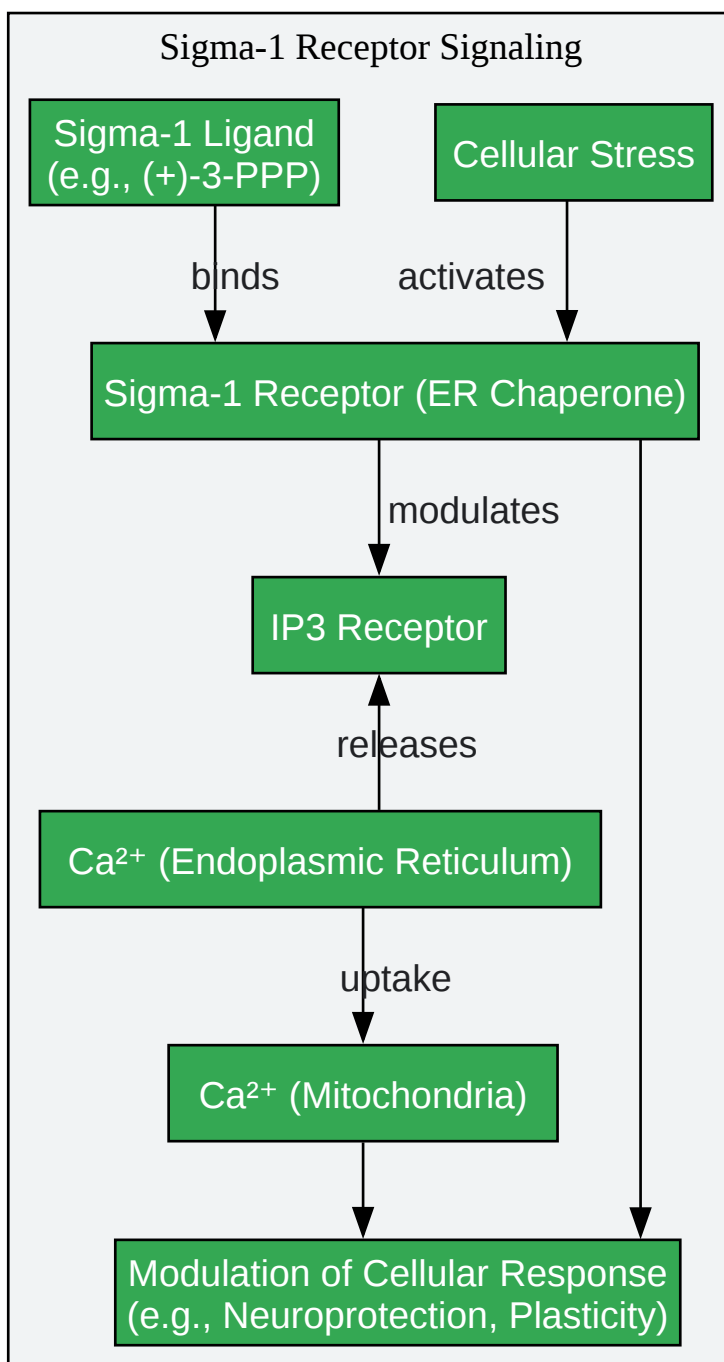 Sigma-1 Receptor Signaling
Sigma-1 Ligand
(e.g., (+)-3-PPP)
Cellular Stress
binds
activates
Sigma-1 Receptor (ER Chaperone)
modulates
IP3 Receptor
releases
Ca²⁺ (Endoplasmic Reticulum)
uptake
Ca²⁺ (Mitochondria)
Modulation of Cellular Response
(e.g., Neuroprotection, Plasticity)